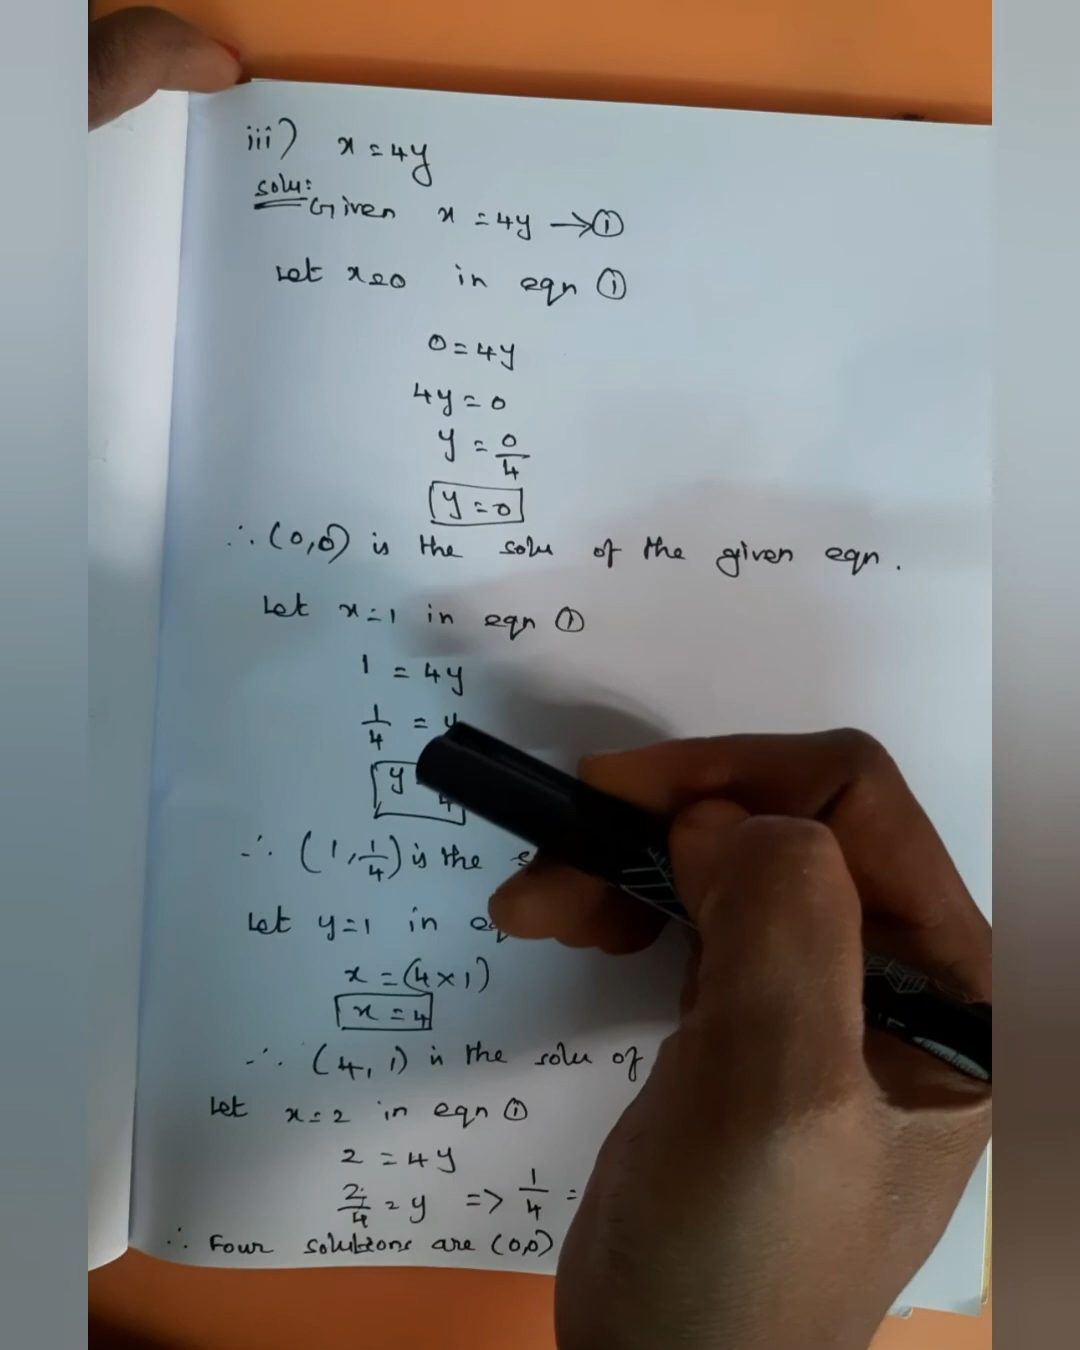 iii) x = 4y
Solu:
Given x = 4y → ①
Let x=0 in eqn ①
0 = 4y
4y = 0
y = 0/4
y = 0
∴ (0,0) is the solu of the given eqn.
Let x=1 in eqn ①
1 = 4y
1/4 = y
y 4
∴ (1, 1/4) is the
Let y=1 in
x = (4×1)
x = 4
∴ (4, 1) is the solu of
Let x=2 in eqn ①
2 = 4y
2/4 = y => 1/4 =
∴ Four solutions are (0,0)